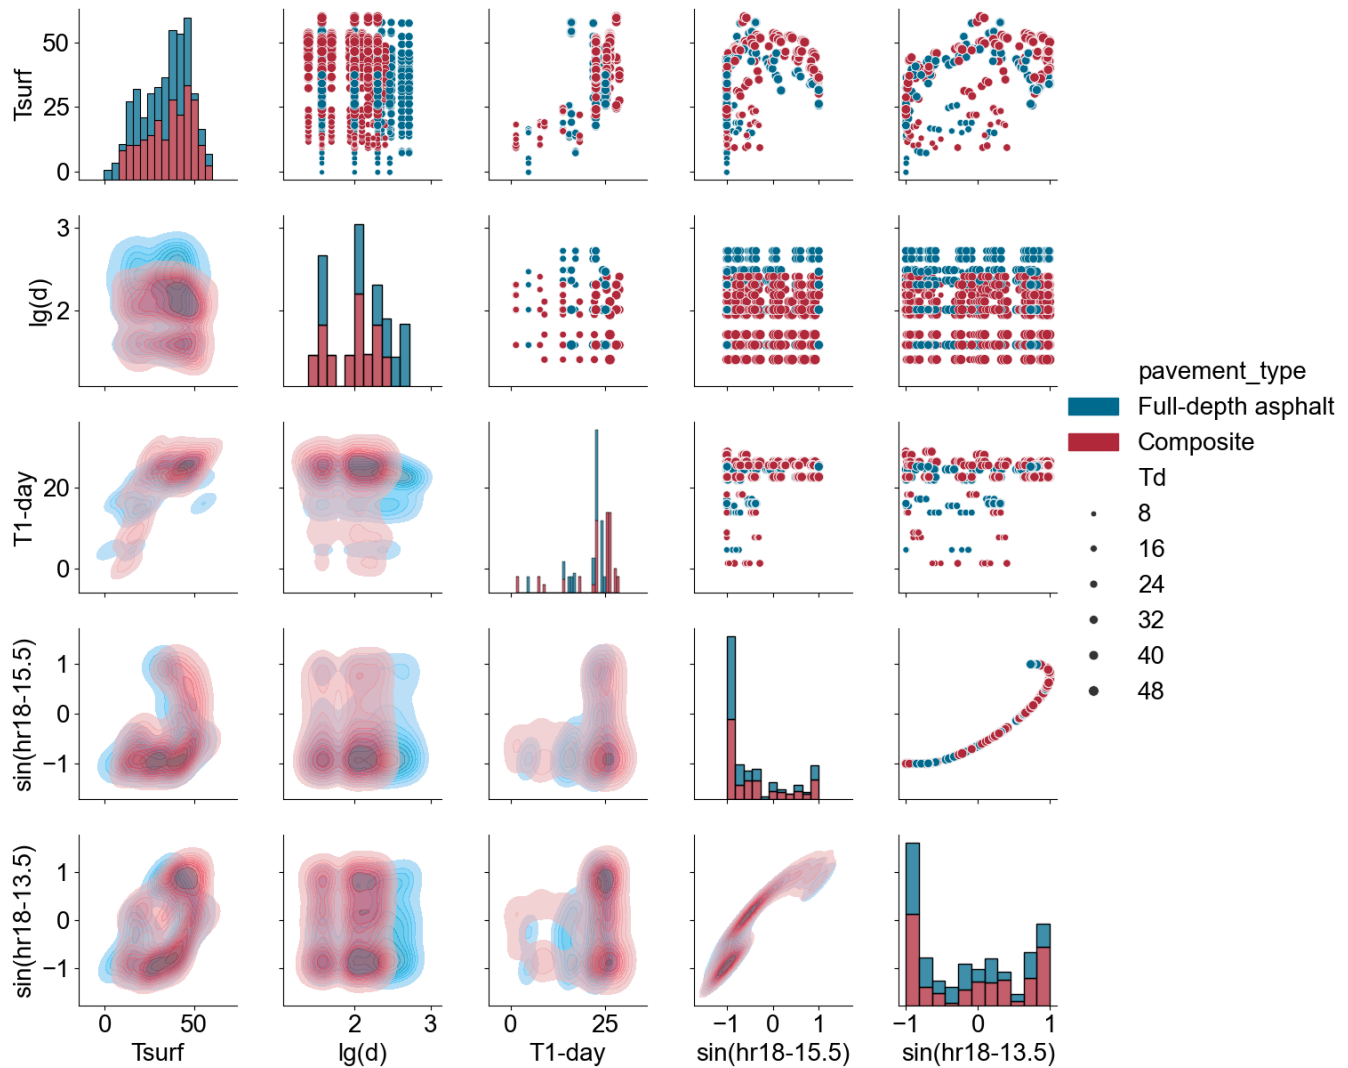 Tsurf
50
25
0
lg(d)
3
2
T1-day
20
0
sin(hr18-15.5)
1
0
−1
sin(hr18-13.5)
1
0
−1
0 50
2 3
0 25
−1 0 1
−1 0 1
Tsurf
lg(d)
T1-day
sin(hr18-15.5)
sin(hr18-13.5)
pavement_type
Full-depth asphalt
Composite
Td
8
16
24
32
40
48